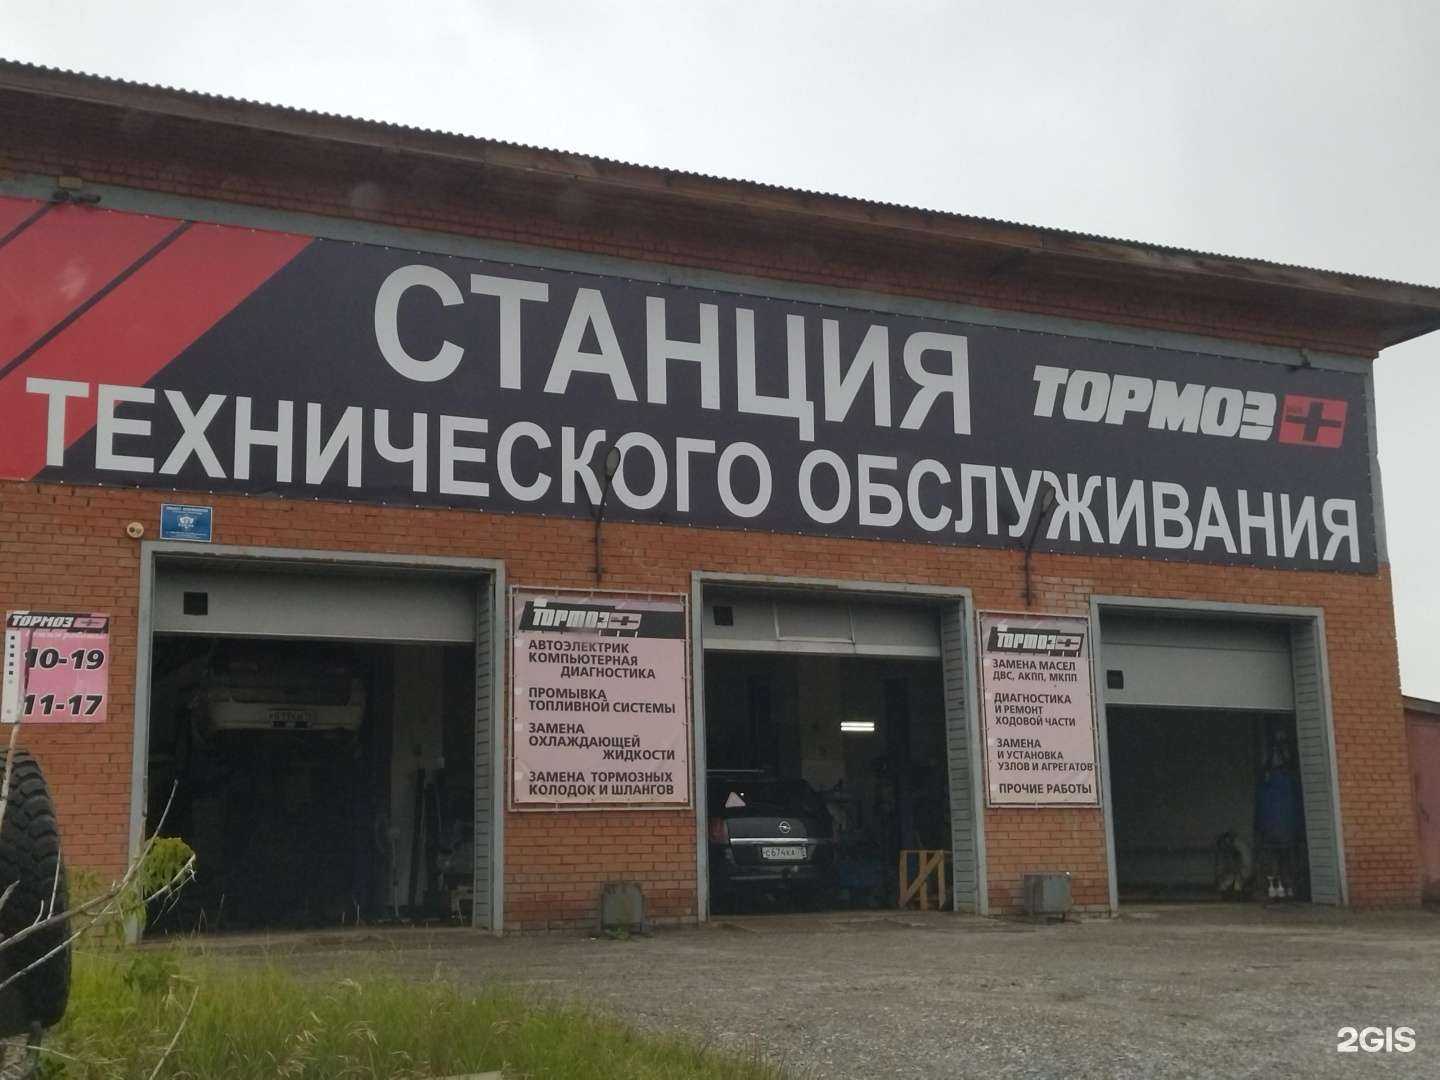 СТАНЦИЯ
ТЕХНИЧЕСКОГО ОБСЛУЖИВАНИЯ
ТОРМОЗ+
ТОРМОЗ+
10-19
11-17
ТОРМОЗ+
АВТОЭЛЕКТРИК
КОМПЬЮТЕРНАЯ
ДИАГНОСТИКА
ПРОМЫВКА
ТОПЛИВНОЙ СИСТЕМЫ
ЗАМЕНА
ОХЛАЖДАЮЩЕЙ
ЖИДКОСТИ
ЗАМЕНА ТОРМОЗНЫХ
КОЛОДОК И ШЛАНГОВ
ТОРМОЗ+
ЗАМЕНА МАСЕЛ
ДВС, АКПП, МКПП
ДИАГНОСТИКА
И РЕМОНТ
ХОДОВОЙ ЧАСТИ
ЗАМЕНА
И УСТАНОВКА
УЗЛОВ И АГРЕГАТОВ
ПРОЧИЕ РАБОТЫ
С674КА
2GIS